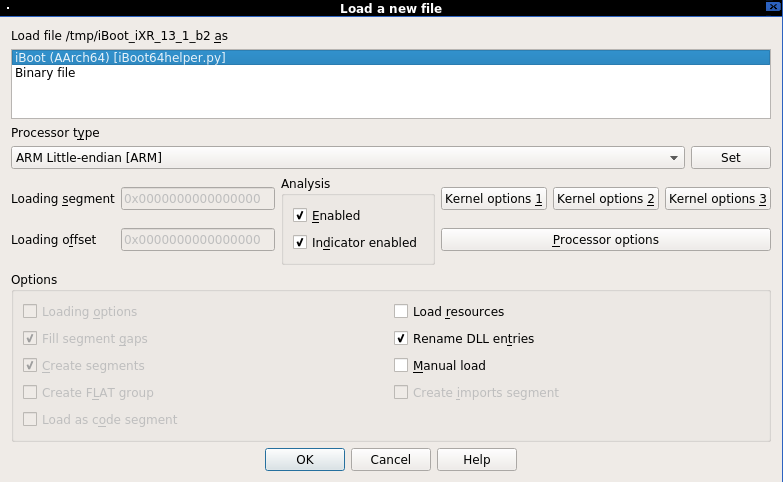 Load a new file
Load file /tmp/iBoot_iXR_13_1_b2 as
iBoot (AArch64) [iBoot64helper.py]
Binary file
Processor type
ARM Little-endian [ARM]
Set
Loading segment 0x0000000000000000
Analysis
Enabled
Indicator enabled
Kernel options 1 Kernel options 2 Kernel options 3
Loading offset 0x0000000000000000
Processor options
Options
Loading options
Fill segment gaps
Create segments
Create FLAT group
Load as code segment
Load resources
Rename DLL entries
Manual load
Create imports segment
OK Cancel Help